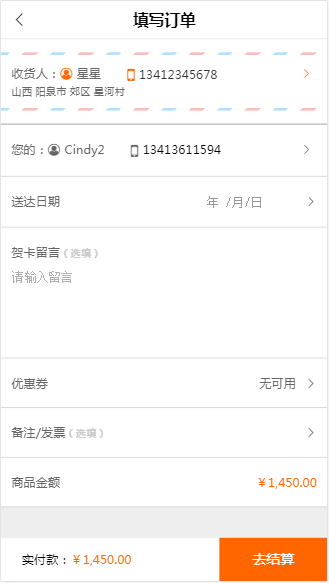 填写订单
收货人：星星 13412345678
山西 阳泉市 郊区 星河村
您的：Cindy2 13413611594
送达日期 年 /月/日
贺卡留言（选填）
请输入留言
优惠券 无可用
备注/发票（选填）
商品金额 ￥1,450.00
实付款：￥1,450.00 去结算